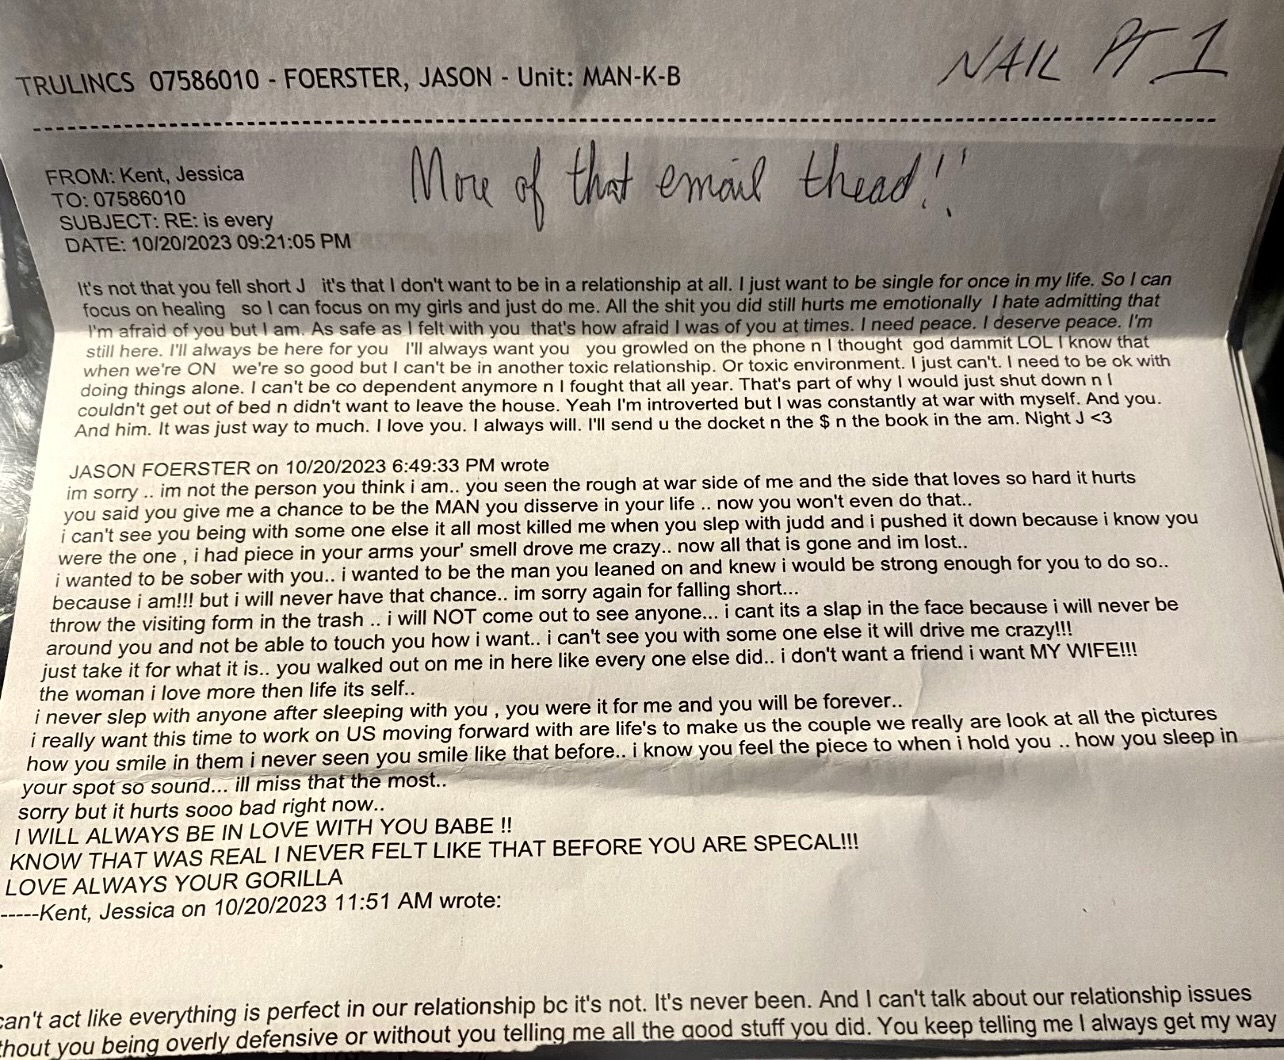 NAIL PT 1
TRULINCS 07586010 - FOERSTER, JASON - Unit: MAN-K-B
More of that email thead!!
FROM: Kent, Jessica
TO: 07586010
SUBJECT: RE: is every
DATE: 10/20/2023 09:21:05 PM
It's not that you fell short J it's that I don't want to be in a relationship at all. I just want to be single for once in my life. So I can
focus on healing so I can focus on my girls and just do me. All the shit you did still hurts me emotionally I hate admitting that
I'm afraid of you but I am. As safe as I felt with you that's how afraid I was of you at times. I need peace. I deserve peace. I'm
still here. I'll always be here for you I'll always want you you growled on the phone n I thought god dammit LOL I know that
when we're ON we're so good but I can't be in another toxic relationship. Or toxic environment. I just can't. I need to be ok with
doing things alone. I can't be co dependent anymore n I fought that all year. That's part of why I would just shut down n I
couldn't get out of bed n didn't want to leave the house. Yeah I'm introverted but I was constantly at war with myself. And you.
And him. It was just way to much. I love you. I always will. I'll send u the docket n the $ n the book in the am. Night J <3
JASON FOERSTER on 10/20/2023 6:49:33 PM wrote
im sorry .. im not the person you think i am.. you seen the rough at war side of me and the side that loves so hard it hurts
you said you give me a chance to be the MAN you disserve in your life .. now you won't even do that..
i can't see you being with some one else it all most killed me when you slep with judd and i pushed it down because i know you
were the one , i had piece in your arms your' smell drove me crazy.. now all that is gone and im lost..
i wanted to be sober with you.. i wanted to be the man you leaned on and knew i would be strong enough for you to do so..
because i am!!! but i will never have that chance.. im sorry again for falling short...
throw the visiting form in the trash .. i will NOT come out to see anyone... i cant its a slap in the face because i will never be
around you and not be able to touch you how i want.. i can't see you with some one else it will drive me crazy!!!
just take it for what it is.. you walked out on me in here like every one else did.. i don't want a friend i want MY WIFE!!!
the woman i love more then life its self..
i never slep with anyone after sleeping with you , you were it for me and you will be forever..
i really want this time to work on US moving forward with are life's to make us the couple we really are look at all the pictures
how you smile in them i never seen you smile like that before.. i know you feel the piece to when i hold you .. how you sleep in
your spot so sound... ill miss that the most..
sorry but it hurts sooo bad right now..
I WILL ALWAYS BE IN LOVE WITH YOU BABE !!
KNOW THAT WAS REAL I NEVER FELT LIKE THAT BEFORE YOU ARE SPECAL!!!
LOVE ALWAYS YOUR GORILLA
-----Kent, Jessica on 10/20/2023 11:51 AM wrote:
can't act like everything is perfect in our relationship bc it's not. It's never been. And I can't talk about our relationship issues
thout you being overly defensive or without you telling me all the good stuff you did. You keep telling me I always get my way